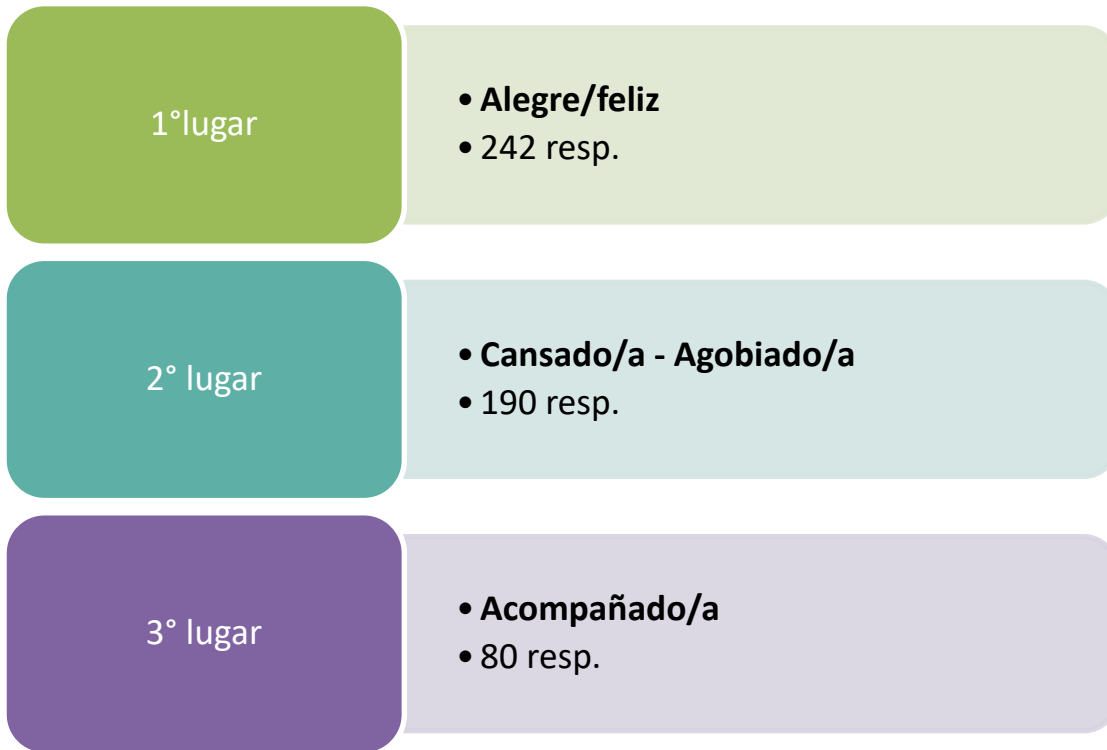 1°lugar
• Alegre/feliz
• 242 resp.
2° lugar
• Cansado/a - Agobiado/a
• 190 resp.
3° lugar
• Acompañado/a
• 80 resp.